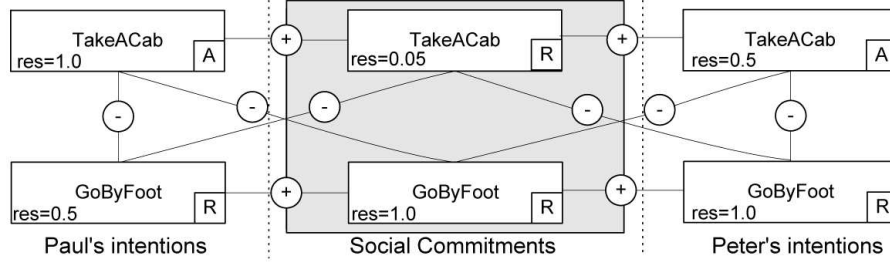 TakeACab
res=1.0
A
+
TakeACab
res=0.05
R
+
TakeACab
res=0.5
A
-
-
-
-
-
-
GoByFoot
res=0.5
R
+
GoByFoot
res=1.0
R
+
GoByFoot
res=1.0
R
Paul's intentions
Social Commitments
Peter's intentions